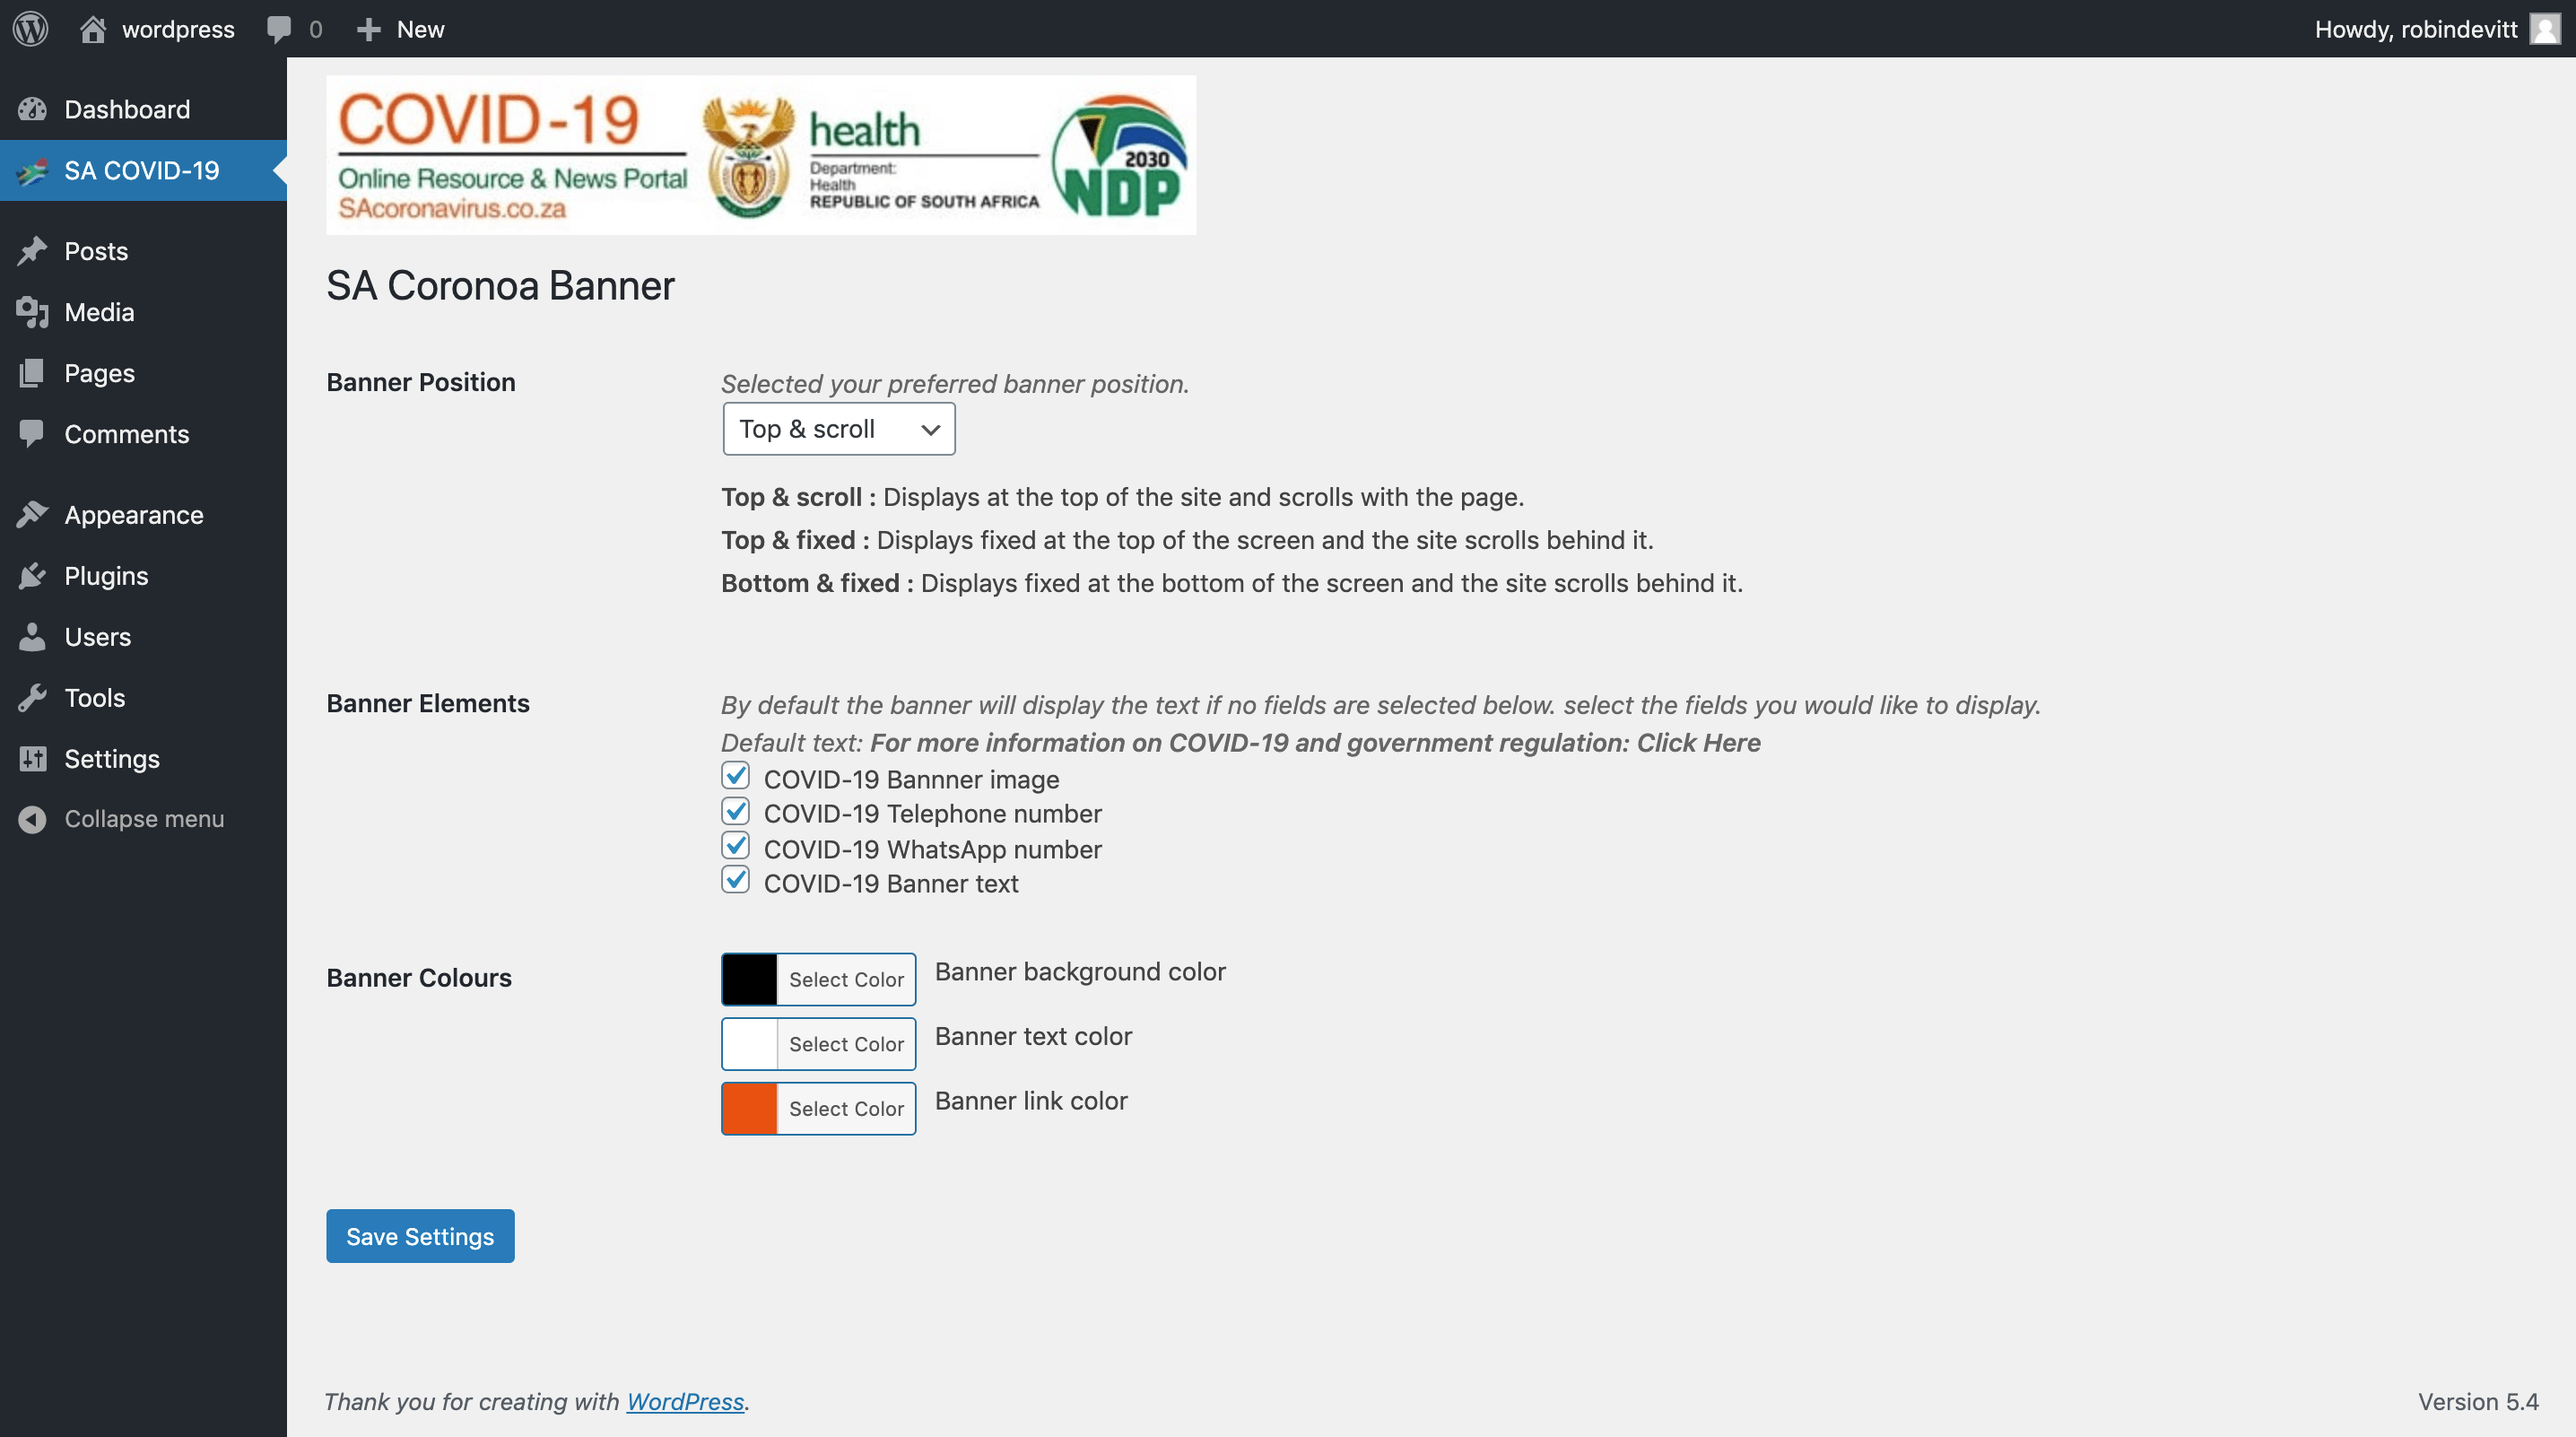 wordpress
0
New
Howdy, robindevitt
Dashboard
SA COVID-19
Posts
Media
Pages
Comments
Appearance
Plugins
Users
Tools
Settings
Collapse menu
COVID-19
Online Resource & News Portal
SAcoronavirus.co.za
health
Department:
Health
REPUBLIC OF SOUTH AFRICA
2030
NDP
SA Coronoa Banner
Banner Position
Selected your preferred banner position.
Top & scroll
Top & scroll : Displays at the top of the site and scrolls with the page.
Top & fixed : Displays fixed at the top of the screen and the site scrolls behind it.
Bottom & fixed : Displays fixed at the bottom of the screen and the site scrolls behind it.
Banner Elements
By default the banner will display the text if no fields are selected below. select the fields you would like to display.
Default text: For more information on COVID-19 and government regulation: Click Here
COVID-19 Bannner image
COVID-19 Telephone number
COVID-19 WhatsApp number
COVID-19 Banner text
Banner Colours
Select Color Banner background color
Select Color Banner text color
Select Color Banner link color
Save Settings
Thank you for creating with WordPress.
Version 5.4